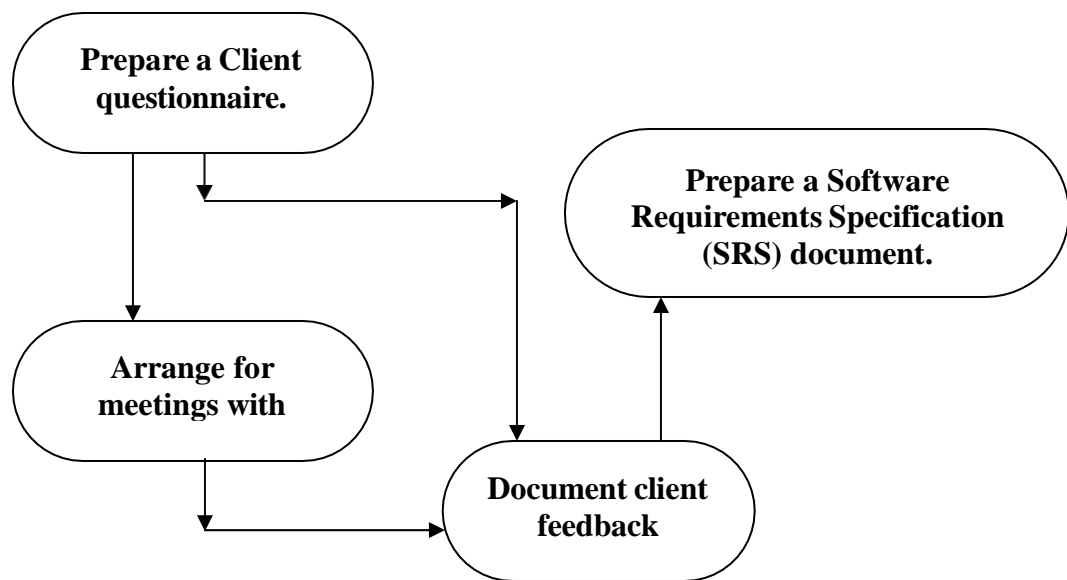 Prepare a Client
questionnaire.
Prepare a Software
Requirements Specification
(SRS) document.
Arrange for
meetings with
Document client
feedback